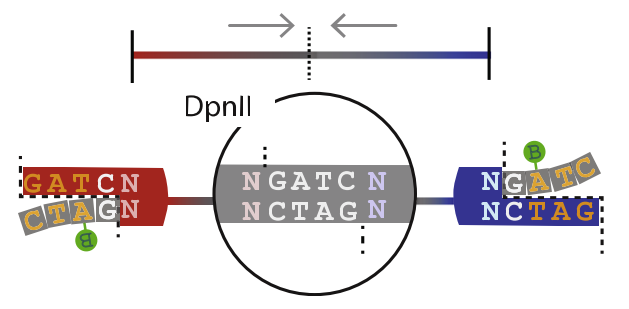 DpnII
B
GATCN
CTAGN
B
NGATCN
NCTAGN
B
NGATC
NCTAG